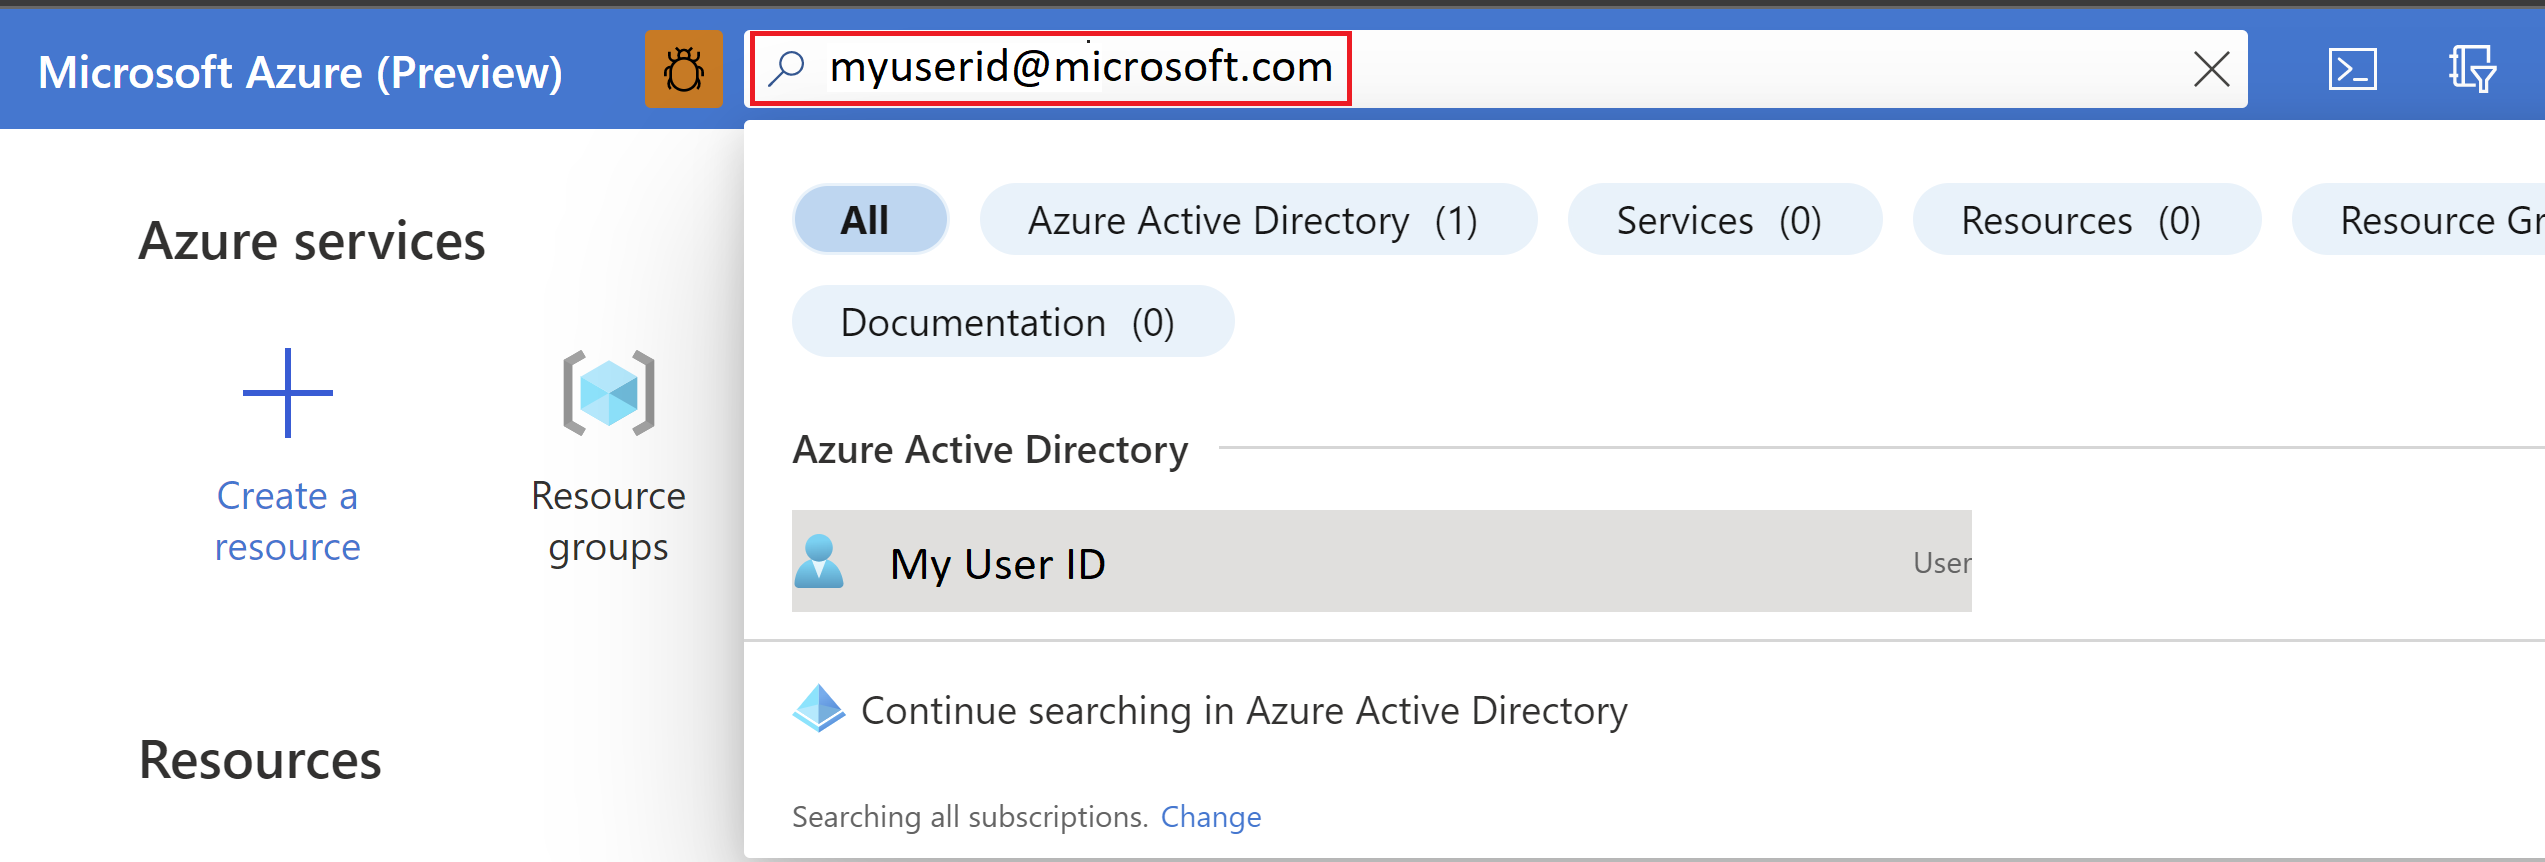 Microsoft Azure (Preview)
myuserid@microsoft.com
All
Azure Active Directory (1)
Services (0)
Resources (0)
Resource Gr
Documentation (0)
Azure services
Create a
resource
Resource
groups
Resources
Azure Active Directory
My User ID
User
Continue searching in Azure Active Directory
Searching all subscriptions. Change